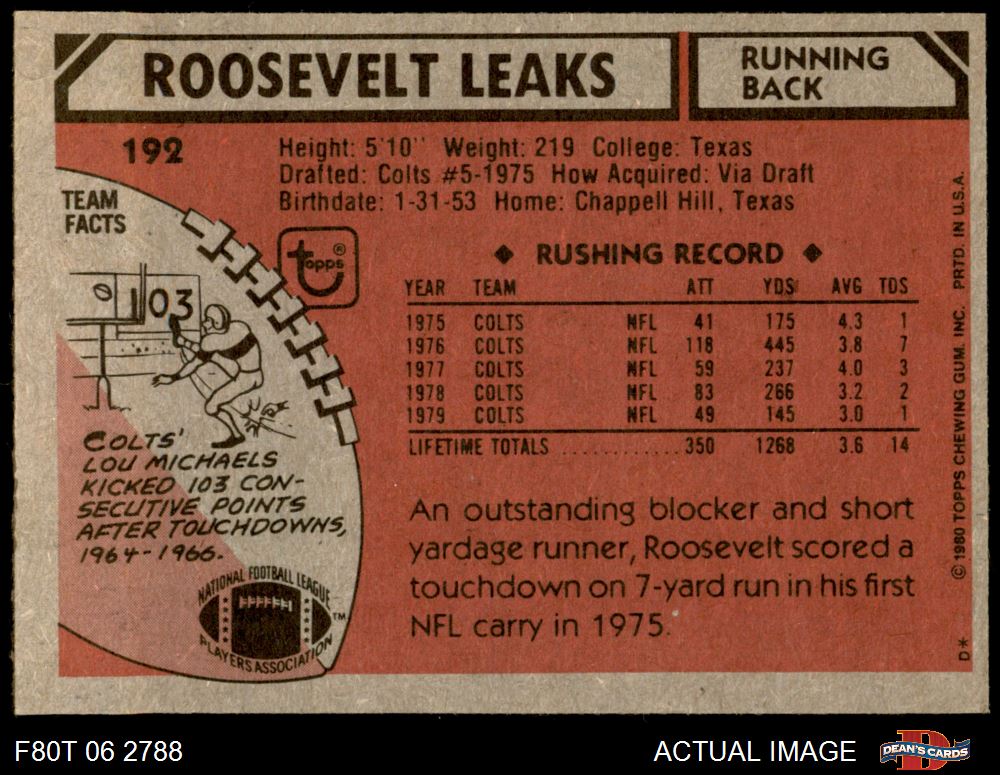 ROOSEVELT LEAKS
RUNNING
BACK
192
Height: 5'10" Weight: 219 College: Texas
Drafted: Colts #5-1975 How Acquired: Via Draft
Birthdate: 1-31-53 Home: Chappell Hill, Texas
TEAM
FACTS
topps®
103
COLTS'
LOU MICHAELS
KICKED 103 CON-
SECUTIVE POINTS
AFTER TOUCHDOWNS,
1964-1966.
NATIONAL FOOTBALL LEAGUE
PLAYERS ASSOCIATION
TM
◆ RUSHING RECORD ◆
YEAR TEAM ATT YDS AVG TDS
1975 COLTS NFL 41 175 4.3 1
1976 COLTS NFL 118 445 3.8 7
1977 COLTS NFL 59 237 4.0 3
1978 COLTS NFL 83 266 3.2 2
1979 COLTS NFL 49 145 3.0 1
LIFETIME TOTALS ............ 350 1268 3.6 14
An outstanding blocker and short
yardage runner, Roosevelt scored a
touchdown on 7-yard run in his first
NFL carry in 1975.
© 1980 TOPPS CHEWING GUM, INC. PRTD. IN U.S.A.
D*
F80T 06 2788
ACTUAL IMAGE
D
DEAN'S CARDS